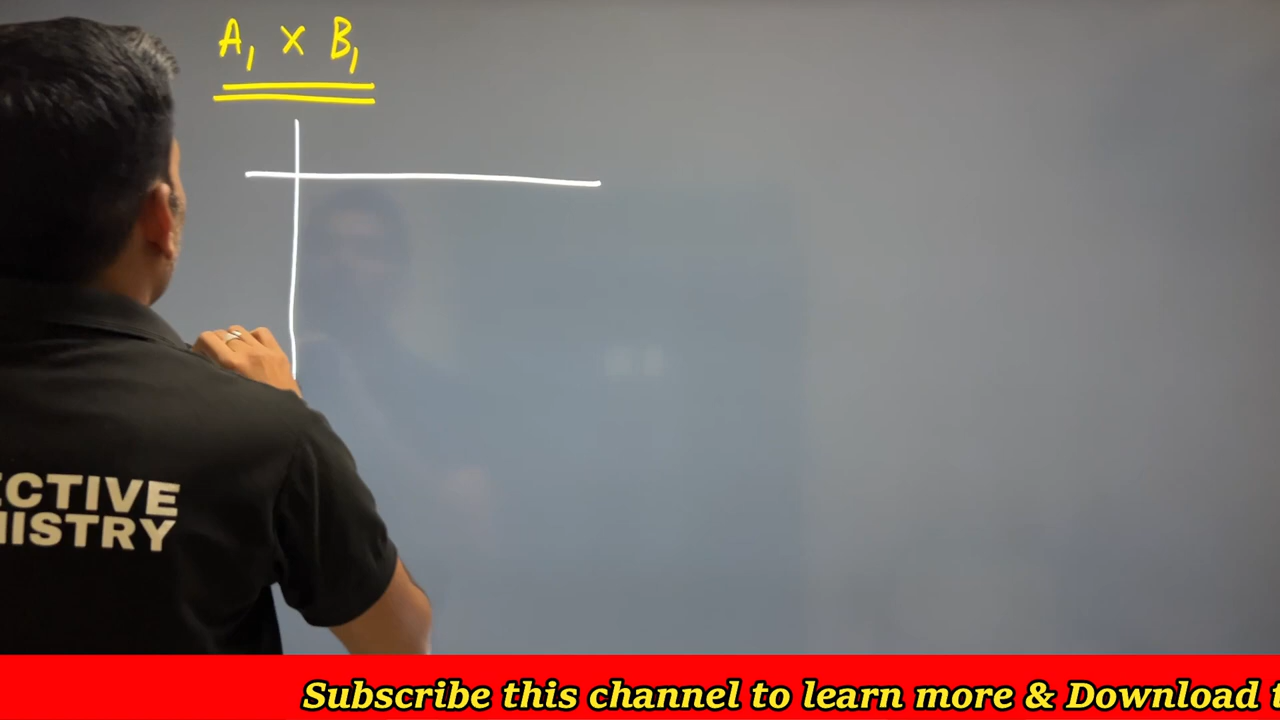 A₁ × B₁
ECTIVE
MISTRY
Subscribe this channel to learn more & Download t